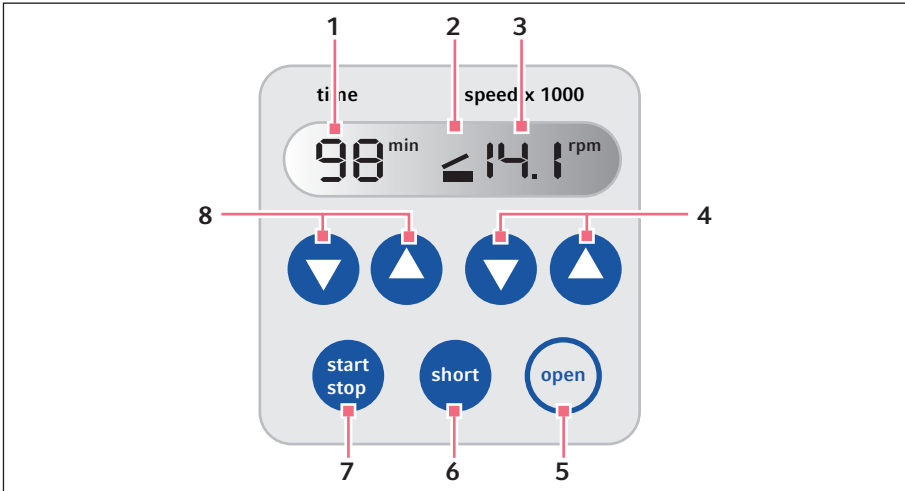 1 2 3
time speed x 1000
98 min 14.1 rpm
8 4
start
stop
short
open
7 6 5